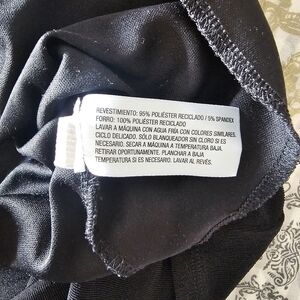 REVESTIMIENTO: 95% POLIÉSTER RECICLADO / 5% SPANDEX
FORRO: 100% POLIÉSTER RECICLADO
LAVAR A MÁQUINA CON AGUA FRÍA CON COLORES SIMILARES.
CICLO DELICADO. SÓLO BLANQUEADOR SIN CLORO SI ES
NECESARIO. SECAR A MÁQUINA A TEMPERATURA BAJA.
RETIRAR OPORTUNAMENTE. PLANCHAR A BAJA
TEMPERATURA SI ES NECESARIO. LAVAR AL REVÉS.